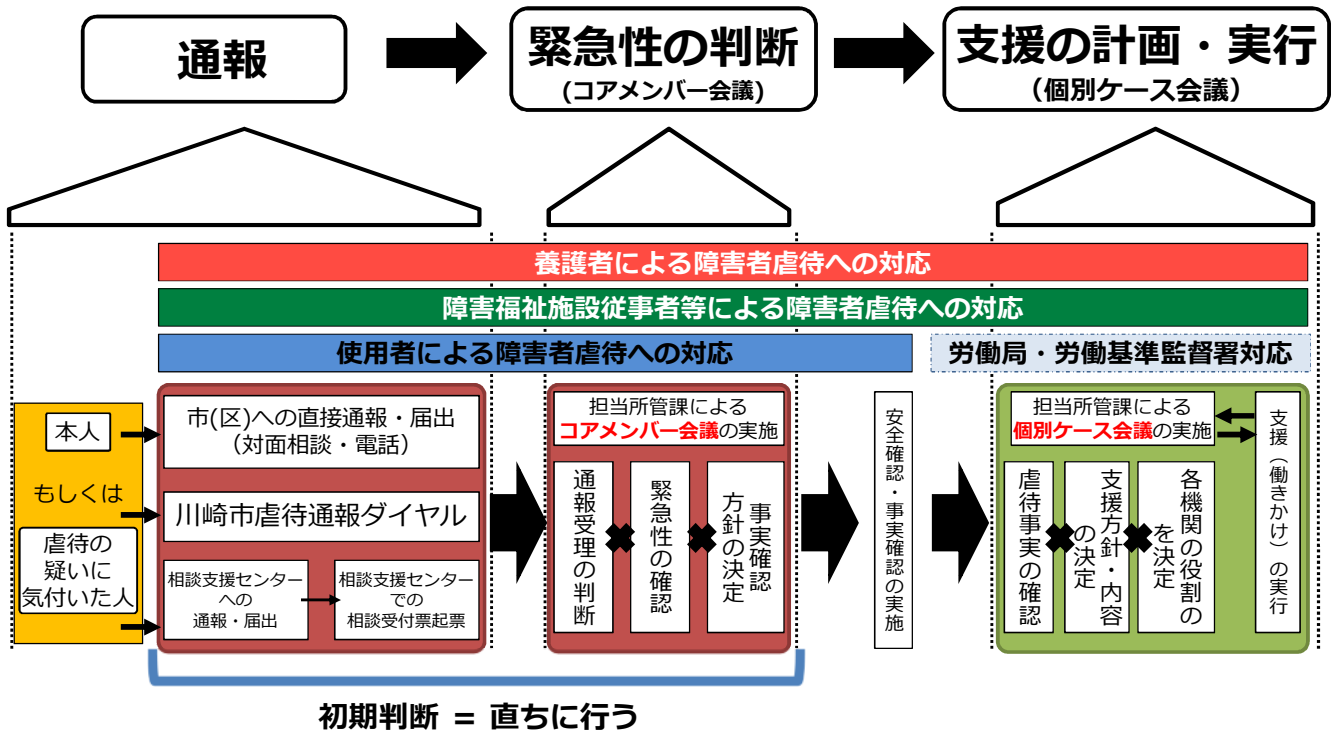 通報
緊急性の判断
(コアメンバー会議)
支援の計画・実行
（個別ケース会議）
養護者による障害者虐待への対応
障害福祉施設従事者等による障害者虐待への対応
使用者による障害者虐待への対応
労働局・労働基準監督署対応
本人
もしくは
虐待の
疑いに
気付いた人
市(区)への直接通報・届出
（対面相談・電話）
川崎市虐待通報ダイヤル
相談支援センター
への
通報・届出
相談支援センター
での
相談受付票起票
担当所管課による
コアメンバー会議の実施
通報受理の判断
緊急性の確認
事実確認
方針の決定
安全確認・事実確認の実施
担当所管課による
個別ケース会議の実施
虐待事実の確認
支援方針・内容
の決定
各機関の役割の
を決定
支援（働きかけ）の実行
初期判断 = 直ちに行う